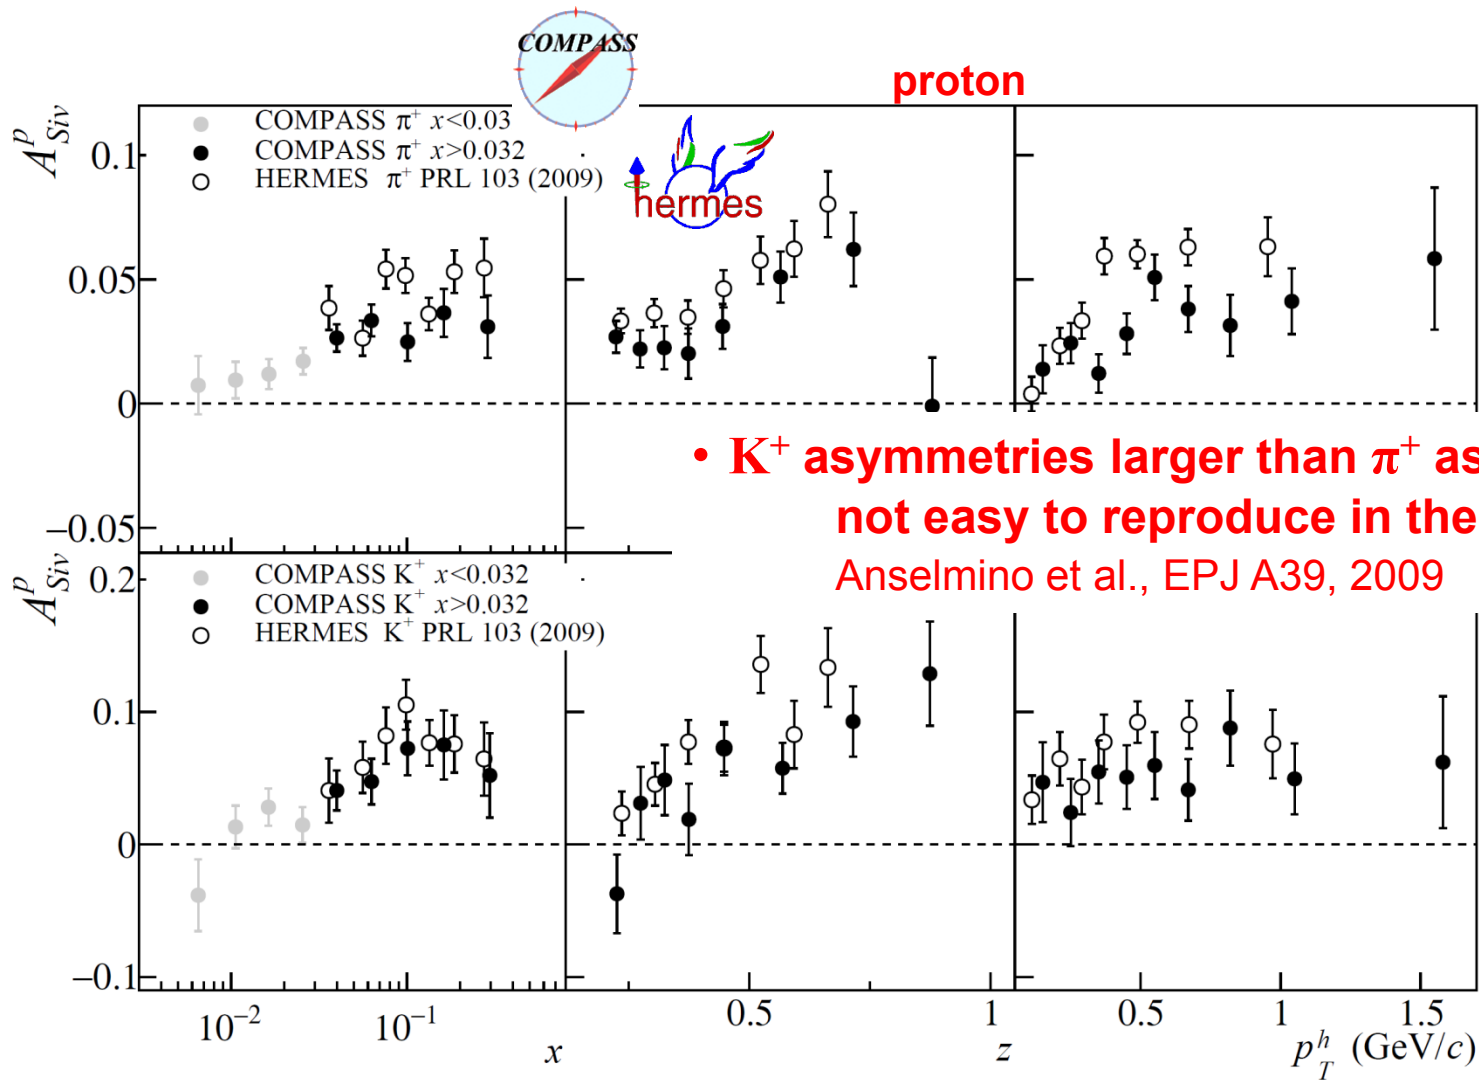 COMPASS
proton
A^p_Siv
COMPASS π⁺ x<0.03
COMPASS π⁺ x>0.032
HERMES π⁺ PRL 103 (2009)
hermes
0.1
0.05
0
−0.05
• K⁺ asymmetries larger than π⁺ as
not easy to reproduce in the
Anselmino et al., EPJ A39, 2009
A^p_Siv
COMPASS K⁺ x<0.032
COMPASS K⁺ x>0.032
HERMES K⁺ PRL 103 (2009)
0.2
0.1
0
−0.1
10⁻² 10⁻¹ 0.5 1 0.5 1 1.5
x z p_T^h (GeV/c)